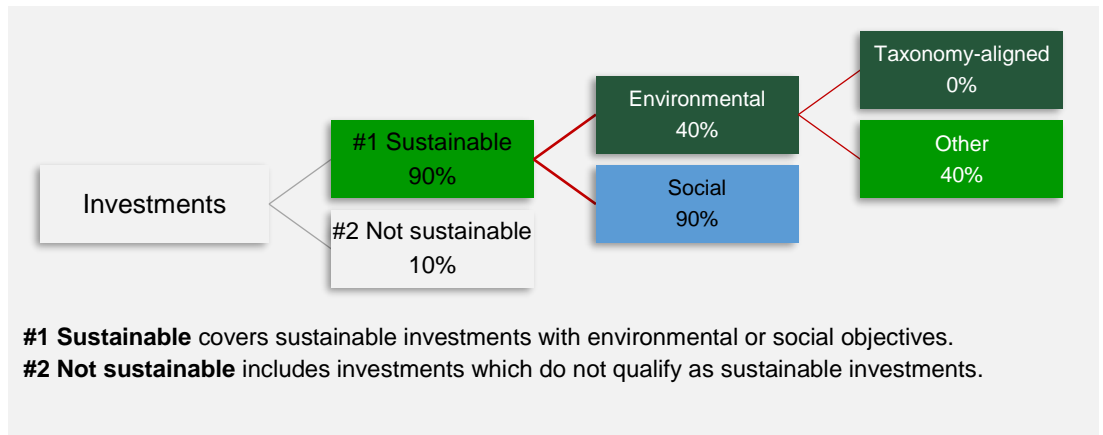 Investments
#1 Sustainable
90%
#2 Not sustainable
10%
Environmental
40%
Social
90%
Taxonomy-aligned
0%
Other
40%
#1 Sustainable covers sustainable investments with environmental or social objectives.
#2 Not sustainable includes investments which do not qualify as sustainable investments.